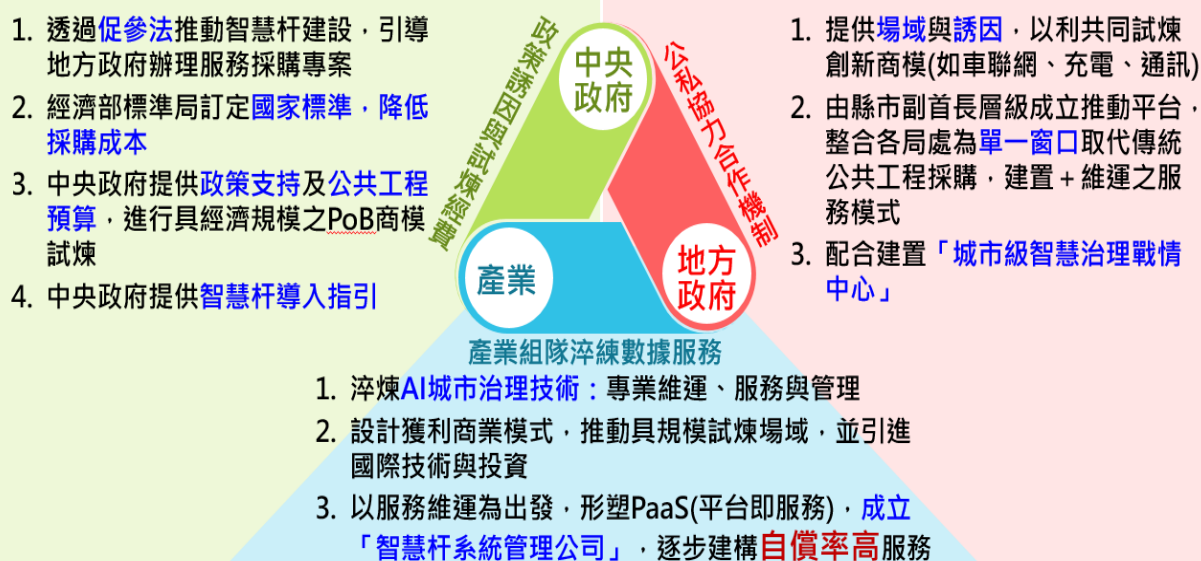 1. 透過促參法推動智慧杆建設，引導
地方政府辦理服務採購專案
2. 經濟部標準局訂定國家標準，降低
採購成本
3. 中央政府提供政策支持及公共工程
預算，進行具經濟規模之PoB商模
試煉
4. 中央政府提供智慧杆導入指引
政策誘因與試煉經費
中央
政府
公私協力合作機制
產業
地方
政府
產業組隊淬練數據服務
1. 提供場域與誘因，以利共同試煉
創新商模(如車聯網、充電、通訊)
2. 由縣市副首長層級成立推動平台，
整合各局處為單一窗口取代傳統
公共工程採購，建置＋維運之服
務模式
3. 配合建置「城市級智慧治理戰情
中心」
1. 淬煉AI城市治理技術：專業維運、服務與管理
2. 設計獲利商業模式，推動具規模試煉場域，並引進
國際技術與投資
3. 以服務維運為出發，形塑PaaS(平台即服務)，成立
「智慧杆系統管理公司」，逐步建構自償率高服務